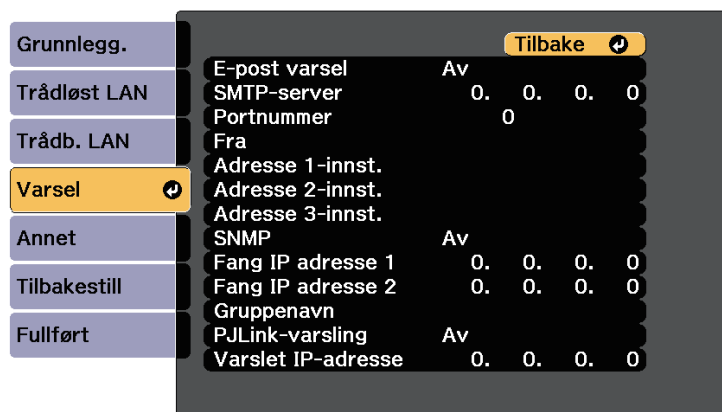 Grunnlegg.
Trådløst LAN
Trådb. LAN
Varsel
Annet
Tilbakestill
Fullført
Tilbake
E-post varsel Av
SMTP-server 0. 0. 0. 0
Portnummer 0
Fra
Adresse 1-innst.
Adresse 2-innst.
Adresse 3-innst.
SNMP Av
Fang IP adresse 1 0. 0. 0. 0
Fang IP adresse 2 0. 0. 0. 0
Gruppenavn
PJLink-varsling Av
Varslet IP-adresse 0. 0. 0. 0